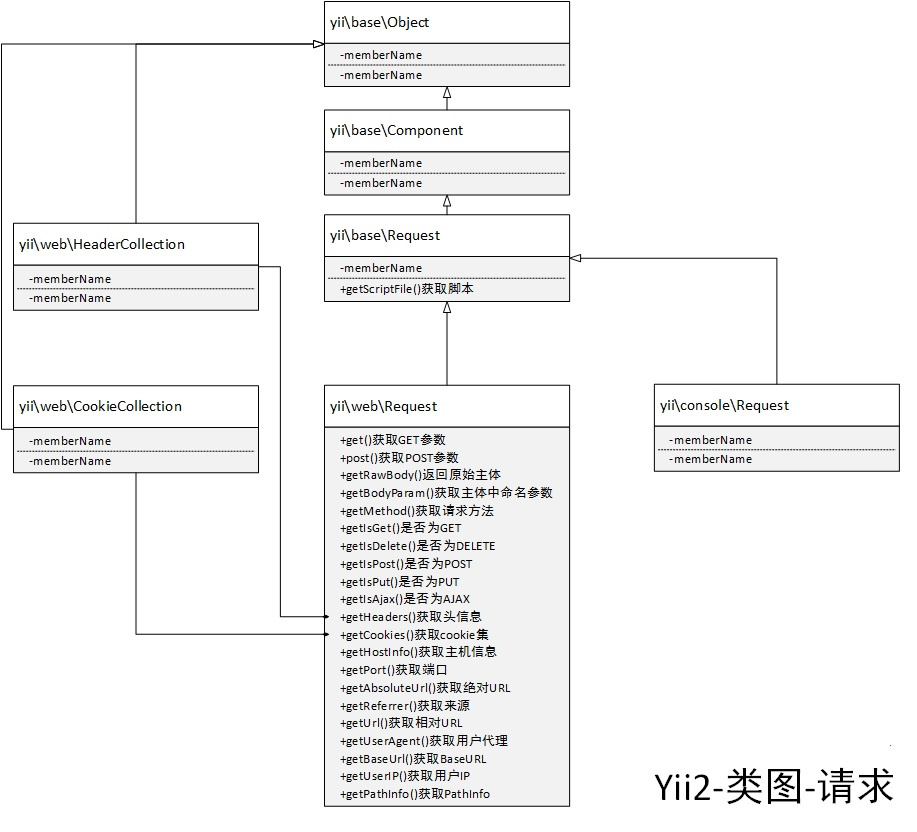 yii\base\Object
-memberName
-memberName
yii\base\Component
-memberName
-memberName
yii\base\Request
-memberName
+getScriptFile()获取脚本
yii\web\HeaderCollection
-memberName
-memberName
yii\web\CookieCollection
-memberName
-memberName
yii\web\Request
+get()获取GET参数
+post()获取POST参数
+getRawBody()返回原始主体
+getBodyParam()获取主体中命名参数
+getMethod()获取请求方法
+getIsGet()是否为GET
+getIsDelete()是否为DELETE
+getIsPost()是否为POST
+getIsPut()是否为PUT
+getIsAjax()是否为AJAX
+getHeaders()获取头信息
+getCookies()获取cookie集
+getHostInfo()获取主机信息
+getPort()获取端口
+getAbsoluteUrl()获取绝对URL
+getReferrer()获取来源
+getUrl()获取相对URL
+getUserAgent()获取用户代理
+getBaseUrl()获取BaseURL
+getUserIP()获取用户IP
+getPathInfo()获取PathInfo
yii\console\Request
-memberName
-memberName
Yii2-类图-请求